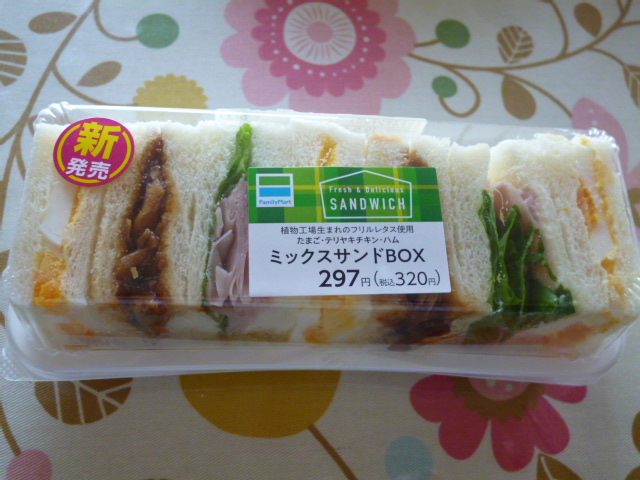 新
発売
FamilyMart
Fresh & Delicious
SANDWICH
植物工場生まれのフリルレタス使用
たまご・テリヤキチキン・ハム
ミックスサンドBOX
297円(税込320円)